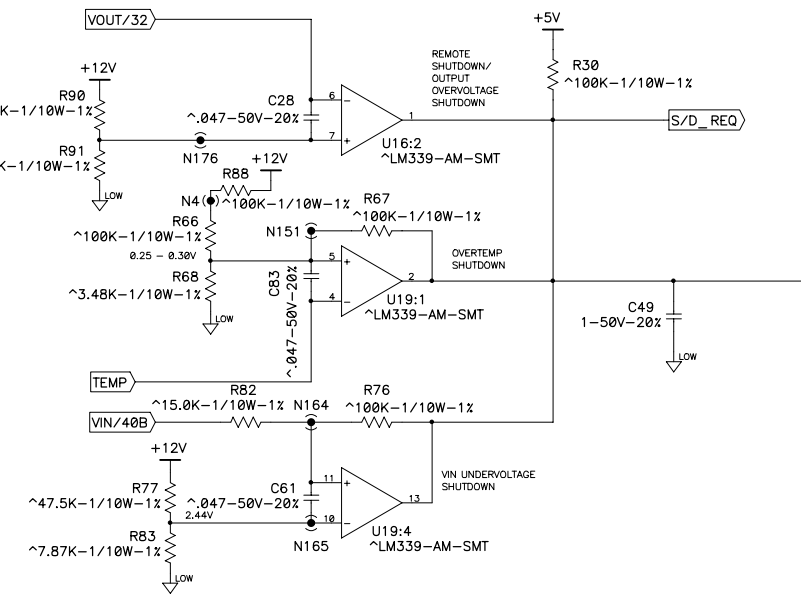 VOUT/32
+5V
REMOTE
SHUTDOWN/
OUTPUT
OVERVOLTAGE
SHUTDOWN
R30
^100K-1/10W-1%
+12V
R90
K-1/10W-1%
C28
^.047-50V-20%
6
7
1
S/D_REQ
U16:2
^LM339-AM-SMT
R91
K-1/10W-1%
N176
+12V
R88
LOW
N4
^100K-1/10W-1%
R67
^100K-1/10W-1%
R66
^100K-1/10W-1%
N151
0.25 - 0.30V
5
4
2
OVERTEMP
SHUTDOWN
R68
^3.48K-1/10W-1%
C83
^.047-50V-20%
U19:1
^LM339-AM-SMT
LOW
C49
1-50V-20%
LOW
TEMP
R82
^15.0K-1/10W-1%
R76
^100K-1/10W-1%
N164
VIN/40B
+12V
R77
^47.5K-1/10W-1%
C61
^.047-50V-20%
11
10
13
VIN UNDERVOLTAGE
SHUTDOWN
2.44V
R83
^7.87K-1/10W-1%
N165
U19:4
^LM339-AM-SMT
LOW